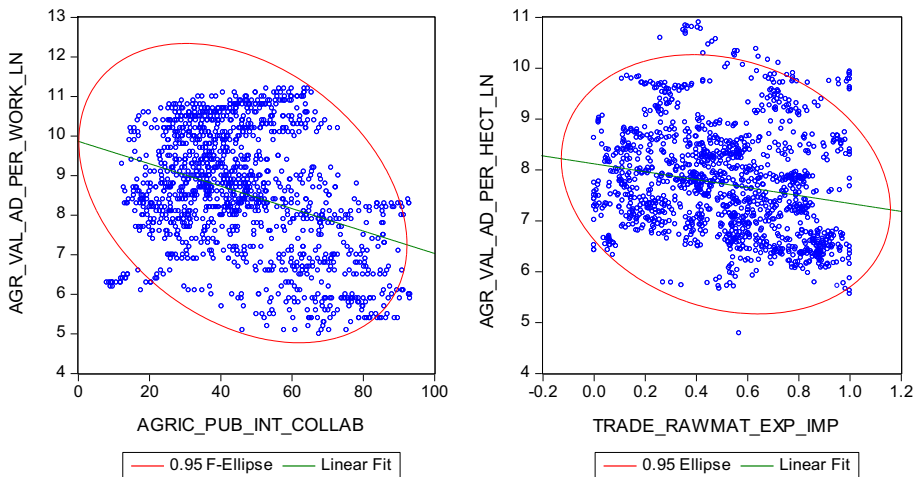 13
12
11
10
9
8
7
6
5
4
AGR_VAL_AD_PER_WORK_LN
0 20 40 60 80 100
AGRIC_PUB_INT_COLLAB
0.95 F-Ellipse Linear Fit
11
10
9
8
7
6
5
4
AGR_VAL_AD_PER_HECT_LN
-0.2 0.0 0.2 0.4 0.6 0.8 1.0 1.2
TRADE_RAWMAT_EXP_IMP
0.95 Ellipse Linear Fit